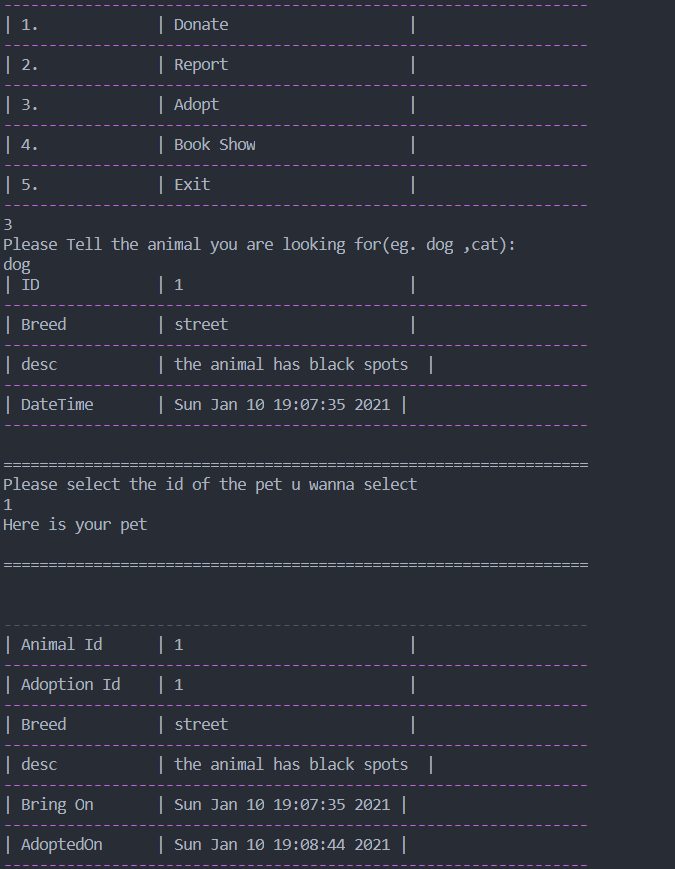 -----------------------------------------------------------------
| 1.             | Donate                    |
-----------------------------------------------------------------
| 2.             | Report                    |
-----------------------------------------------------------------
| 3.             | Adopt                     |
-----------------------------------------------------------------
| 4.             | Book Show                 |
-----------------------------------------------------------------
| 5.             | Exit                      |
-----------------------------------------------------------------
3
Please Tell the animal you are looking for(eg. dog ,cat):
dog
| ID             | 1                         |
-----------------------------------------------------------------
| Breed          | street                    |
-----------------------------------------------------------------
| desc           | the animal has black spots  |
-----------------------------------------------------------------
| DateTime       | Sun Jan 10 19:07:35 2021 |
-----------------------------------------------------------------
=================================================================
Please select the id of the pet u wanna select
1
Here is your pet
=================================================================
-----------------------------------------------------------------
| Animal Id      | 1                         |
-----------------------------------------------------------------
| Adoption Id    | 1                         |
-----------------------------------------------------------------
| Breed          | street                    |
-----------------------------------------------------------------
| desc           | the animal has black spots  |
-----------------------------------------------------------------
| Bring On       | Sun Jan 10 19:07:35 2021 |
-----------------------------------------------------------------
| AdoptedOn      | Sun Jan 10 19:08:44 2021 |
-----------------------------------------------------------------